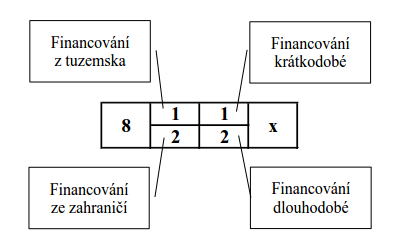 Financování
z tuzemska
Financování
krátkodobé
8
1
1
x
2
2
Financování
ze zahraničí
Financování
dlouhodobé